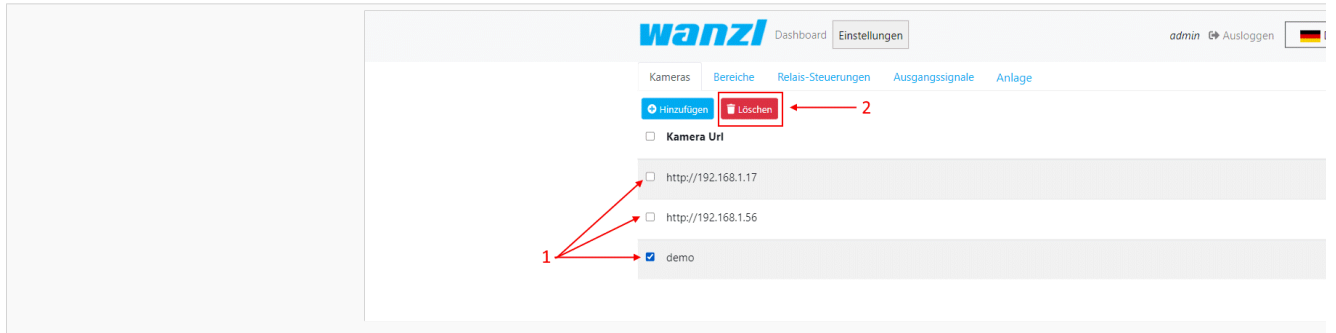 wanzl Dashboard Einstellungen admin Ausloggen
Kameras Bereiche Relais-Steuerungen Ausgangssignale Anlage
Hinzufügen Löschen 2
Kamera Url
http://192.168.1.17
http://192.168.1.56
1 demo